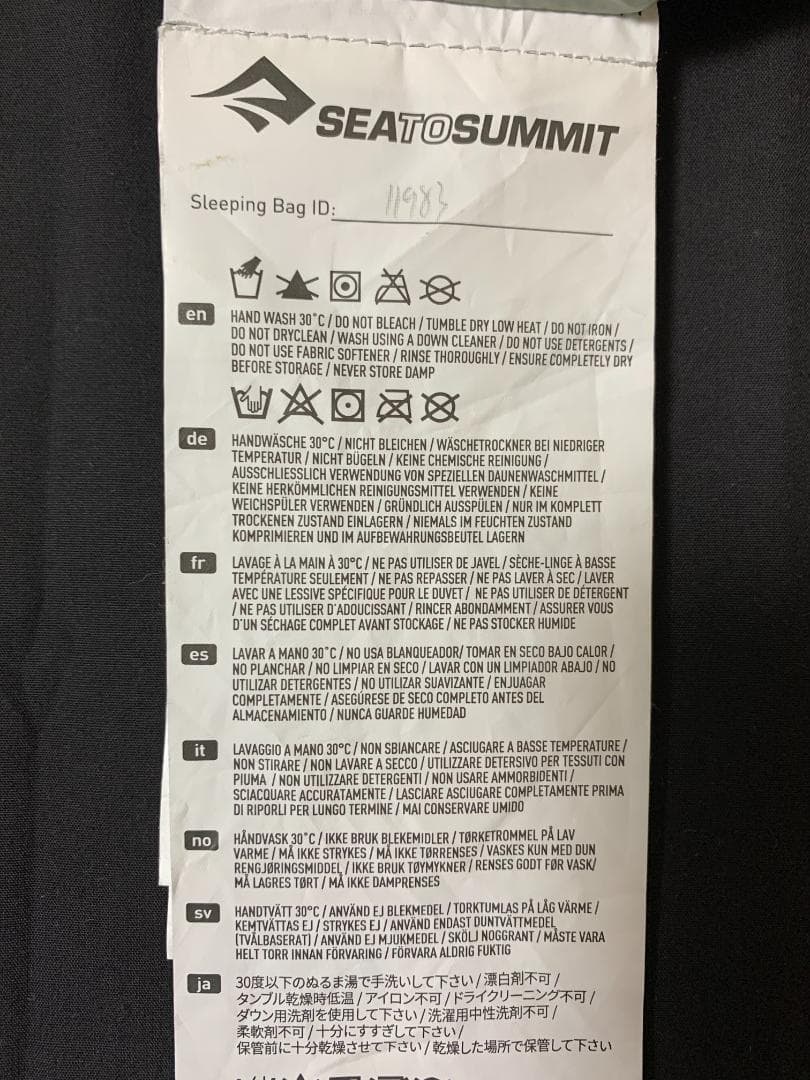 SEATOSUMMIT
Sleeping Bag ID: 11983
en
HAND WASH 30˚C / DO NOT BLEACH / TUMBLE DRY LOW HEAT / DO NOT IRON /
DO NOT DRYCLEAN / WASH USING A DOWN CLEANER / DO NOT USE DETERGENTS /
DO NOT USE FABRIC SOFTENER / RINSE THOROUGHLY / ENSURE COMPLETELY DRY
BEFORE STORAGE / NEVER STORE DAMP
de
HANDWÄSCHE 30°C / NICHT BLEICHEN / WÄSCHETROCKNER BEI NIEDRIGER
TEMPERATUR / NICHT BÜGELN / KEINE CHEMISCHE REINIGUNG /
AUSSCHLIESSLICH VERWENDUNG VON SPEZIELLEN DAUNENWASCHMITTEL /
KEINE HERKÖMMLICHEN REINIGUNGSMITTEL VERWENDEN / KEINE
WEICHSPÜLER VERWENDEN / GRÜNDLICH AUSSPÜLEN / NUR IM KOMPLETT
TROCKENEN ZUSTAND EINLAGERN / NIEMALS IM FEUCHTEN ZUSTAND
KOMPRIMIEREN UND IM AUFBEWAHRUNGSBEUTEL LAGERN
fr
LAVAGE À LA MAIN À 30°C / NE PAS UTILISER DE JAVEL / SÈCHE-LINGE À BASSE
TEMPÉRATURE SEULEMENT / NE PAS REPASSER / NE PAS LAVER À SEC / LAVER
AVEC UNE LESSIVE SPÉCIFIQUE POUR LE DUVET / NE PAS UTILISER DE DÉTERGENT
/ NE PAS UTILISER D'ADOUCISSANT / RINCER ABONDAMMENT / ASSURER VOUS
D'UN SÉCHAGE COMPLET AVANT STOCKAGE / NE PAS STOCKER HUMIDE
es
LAVAR A MANO 30˚C / NO USA BLANQUEADOR/ TOMAR EN SECO BAJO CALOR /
NO PLANCHAR / NO LIMPIAR EN SECO / LAVAR CON UN LIMPIADOR ABAJO / NO
UTILIZAR DETERGENTES / NO UTILIZAR SUAVIZANTE / ENJUAGAR
COMPLETAMENTE / ASEGÚRESE DE SECO COMPLETO ANTES DEL
ALMACENAMIENTO / NUNCA GUARDE HUMEDAD
it
LAVAGGIO A MANO 30°C / NON SBIANCARE / ASCIUGARE A BASSE TEMPERATURE /
NON STIRARE / NON LAVARE A SECCO / UTILIZZARE DETERSIVO PER TESSUTI CON
PIUMA / NON UTILIZZARE DETERGENTI / NON USARE AMMORBIDENTI /
SCIACQUARE ACCURATAMENTE / LASCIARE ASCIUGARE COMPLETAMENTE PRIMA
DI RIPORLI PER LUNGO TERMINE / MAI CONSERVARE UMIDO
no
HÅNDVASK 30˚C / IKKE BRUK BLEKEMIDLER / TØRKETROMMEL PÅ LAV
VARME / MÅ IKKE STRYKES / MÅ IKKE TØRRENSES / VASKES KUN MED DUN
RENGJØRINGSMIDDEL / IKKE BRUK TØYMYKNER / RENSES GODT FØR VASK/
MÅ LAGRES TØRT / MÅ IKKE DAMPRENSES
sv
HANDTVÄTT 30°C / ANVÄND EJ BLEKMEDEL / TORKTUMLAS PÅ LÅG VÄRME /
KEMTVÄTTAS EJ / STRYKES EJ / ANVÄND ENDAST DUNTVÄTTMEDEL
(TVÅLBASERAT) / ANVÄND EJ MJUKMEDEL / SKÖLJ NOGGRANT / MÅSTE VARA
HELT TORR INNAN FÖRVARING / FÖRVARA ALDRIG FUKTIG
ja
30度以下のぬるま湯で手洗いして下さい / 漂白剤不可 /
タンブル乾燥時低温 / アイロン不可 / ドライクリーニング不可 /
ダウン用洗剤を使用して下さい / 洗濯用中性洗剤不可 /
柔軟剤不可 / 十分にすすぎして下さい /
保管前に十分乾燥させて下さい / 乾燥した場所で保管して下さい